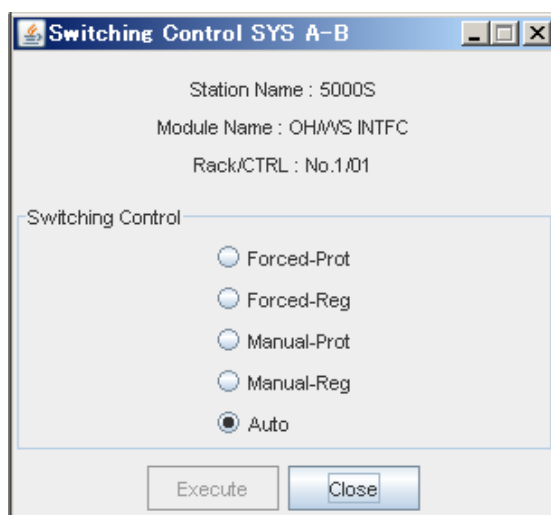 Switching Control SYS A-B
Station Name : 5000S
Module Name : OH/WS INTFC
Rack/CTRL : No.1/01
Switching Control
Forced-Prot
Forced-Reg
Manual-Prot
Manual-Reg
Auto
Execute
Close